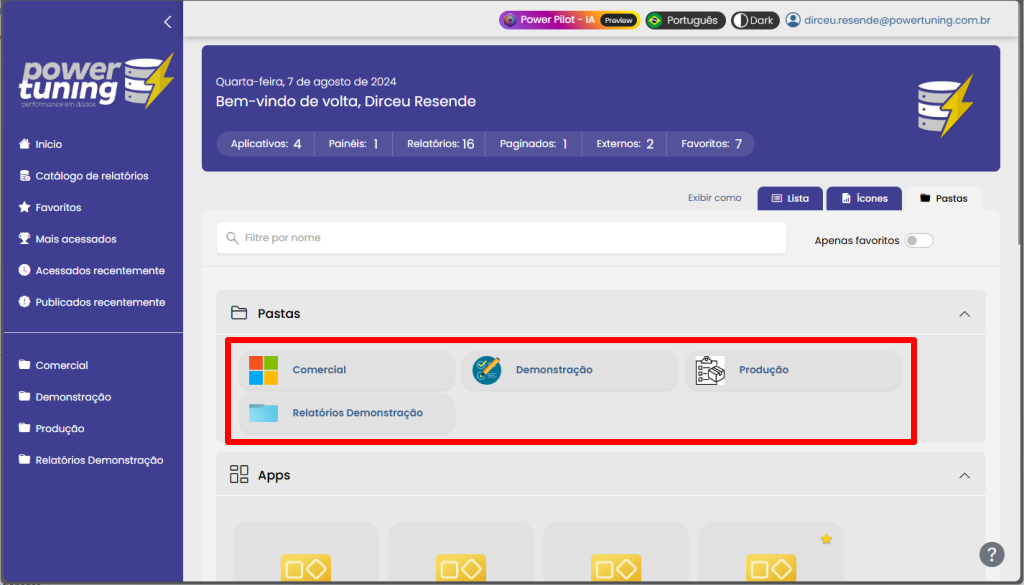 Power Pilot - IA Preview Português Dark dirceu.resende@powertuning.com.br
power
tuning
performance em dados
Início
Catálogo de relatórios
Favoritos
Mais acessados
Acessados recentemente
Publicados recentemente
Comercial
Demonstração
Produção
Relatórios Demonstração
Quarta-feira, 7 de agosto de 2024
Bem-vindo de volta, Dirceu Resende
Aplicativos: 4 Painéis: 1 Relatórios: 16 Paginados: 1 Externos: 2 Favoritos: 7
Exibir como Lista Ícones Pastas
Filtre por nome Apenas favoritos
Pastas
Comercial Demonstração Produção
Relatórios Demonstração
Apps
?